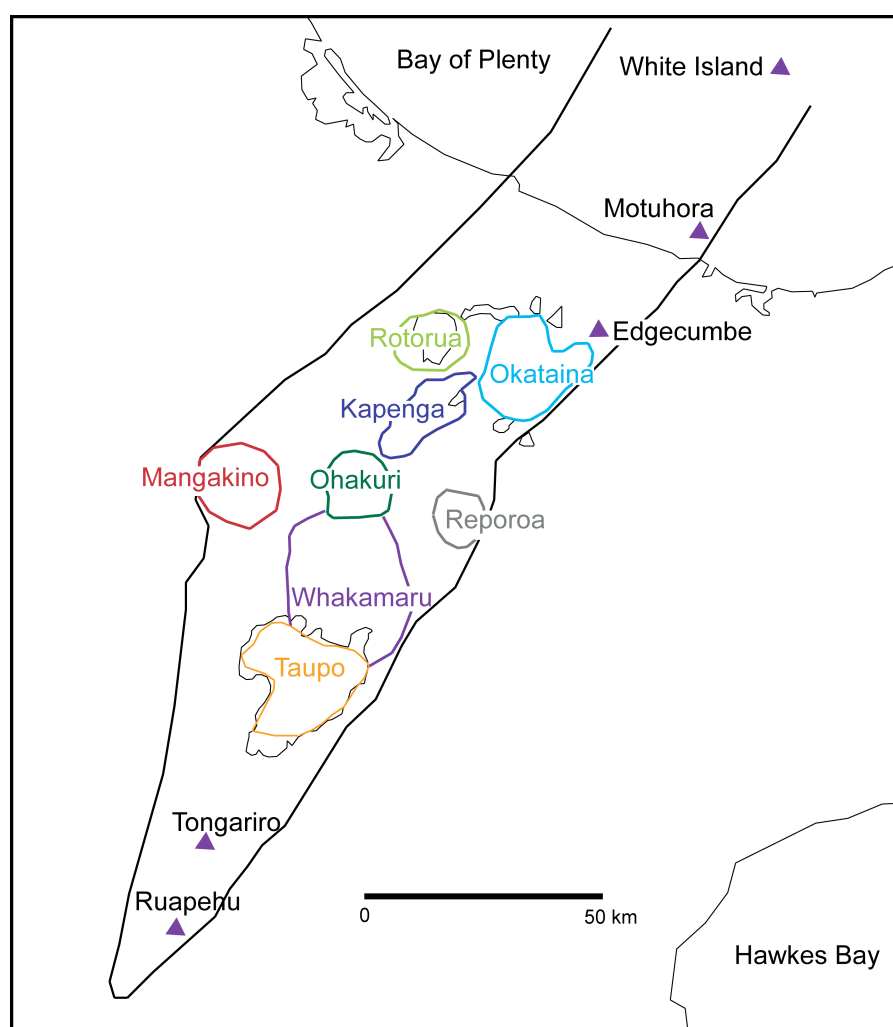 Bay of Plenty
White Island
Motuhora
Edgecumbe
Rotorua
Okataina
Kapenga
Mangakino
Ohakuri
Reporoa
Whakamaru
Taupo
Tongariro
Ruapehu
0
50 km
Hawkes Bay